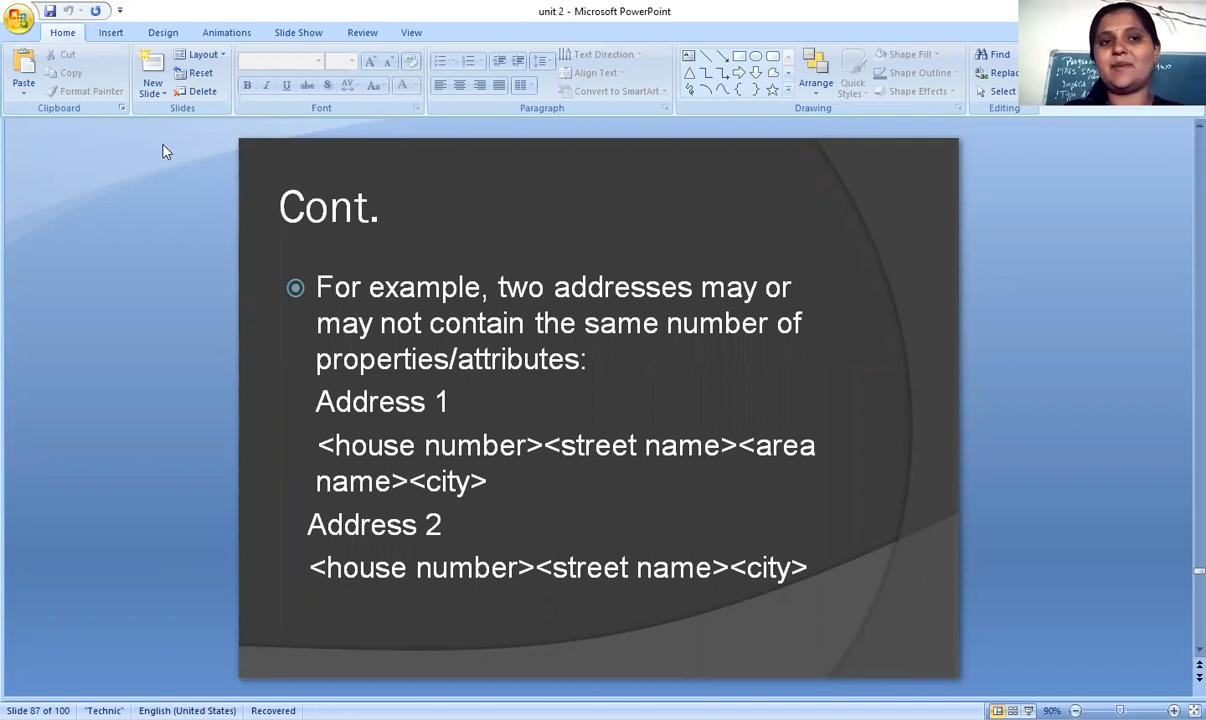 unit 2 - Microsoft PowerPoint
Home Insert Design Animations Slide Show Review View
Cut
Copy
Format Painter
Paste
Clipboard
New Slide
Layout
Reset
Delete
Slides
B I U abc S AV Aa A
Font
Text Direction
Align Text
Convert to SmartArt
Paragraph
Arrange
Quick Styles
Shape Fill
Shape Outline
Shape Effects
Drawing
Find
Replac
Select
Editing
Cont.
For example, two addresses may or
may not contain the same number of
properties/attributes:
Address 1
<house number><street name><area
name><city>
Address 2
<house number><street name><city>
Slide 87 of 100 "Technic" English (United States) Recovered 90%